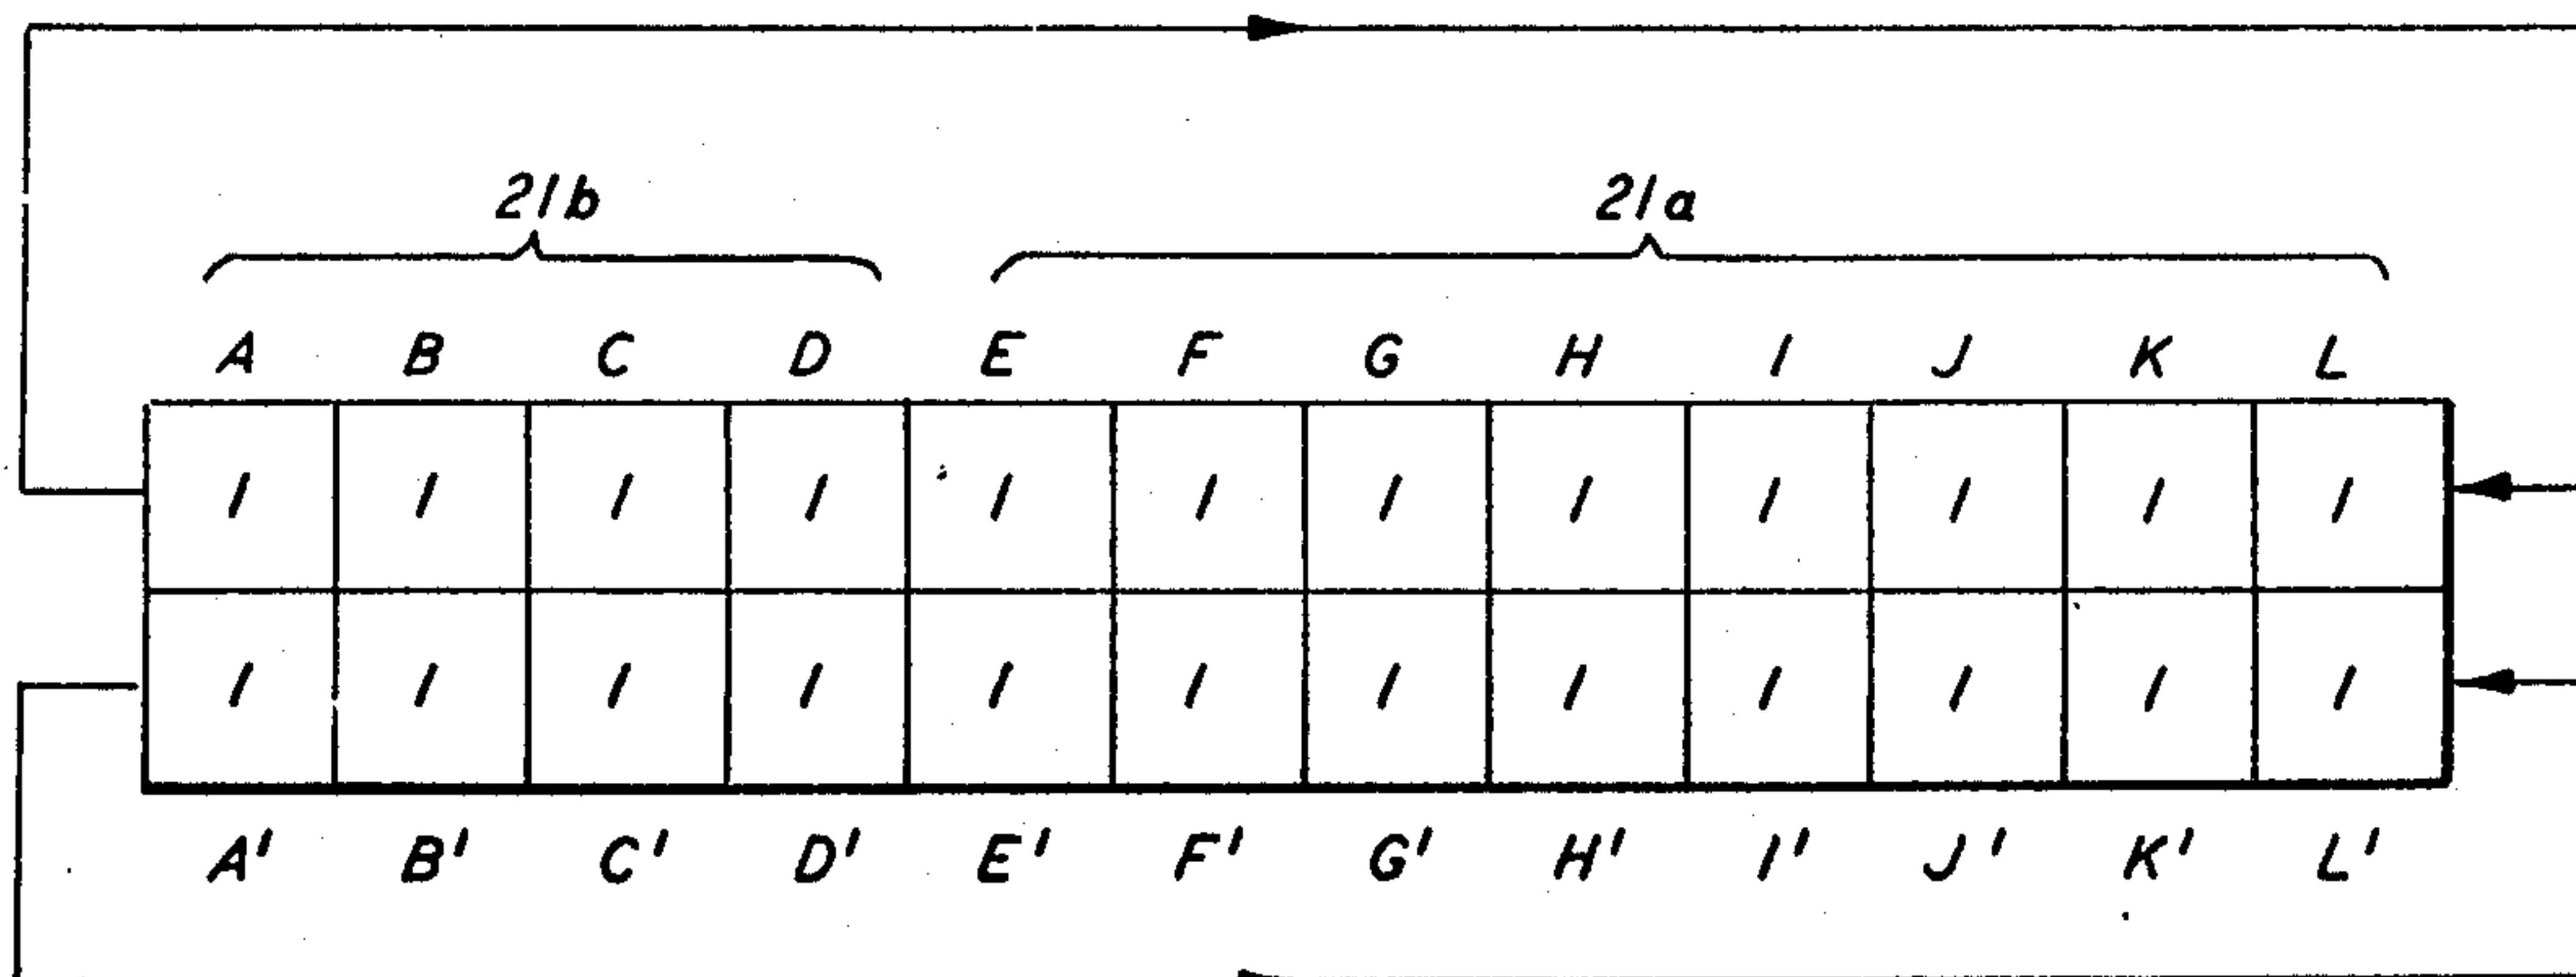 21b 21a
A B C D E F G H I J K L
1 1 1 1 1 1 1 1 1 1 1 1
1 1 1 1 1 1 1 1 1 1 1 1
A' B' C' D' E' F' G' H' I' J' K' L'